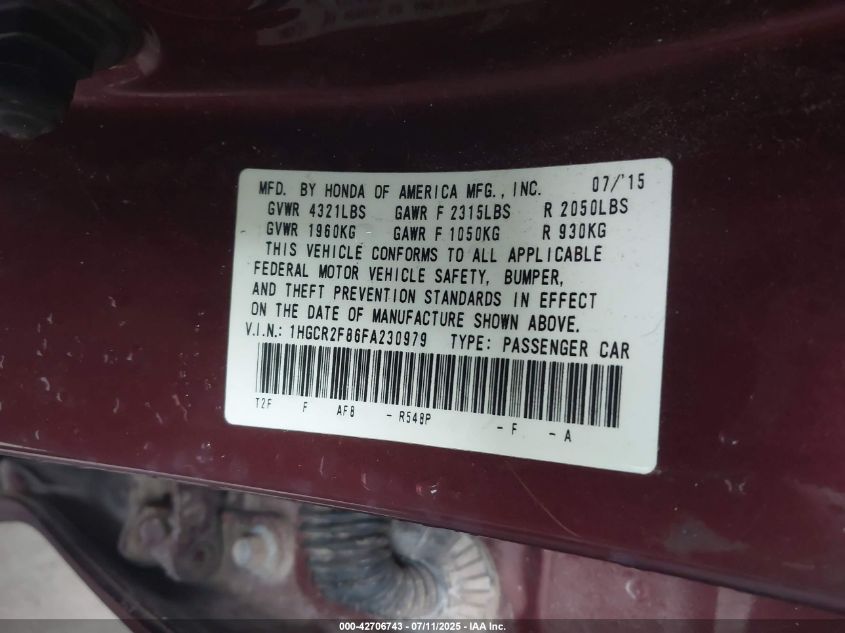 MFD. BY HONDA OF AMERICA MFG., INC. 07/'15
GVWR 4321LBS GAWR F 2315LBS R 2050LBS
GVWR 1960KG GAWR F 1050KG R 930KG
THIS VEHICLE CONFORMS TO ALL APPLICABLE
FEDERAL MOTOR VEHICLE SAFETY, BUMPER,
AND THEFT PREVENTION STANDARDS IN EFFECT
ON THE DATE OF MANUFACTURE SHOWN ABOVE.
V.I.N.: 1HGCR2F86FA230979 TYPE: PASSENGER CAR
T2F F AF8 - R548P - F - A
000-42706743 / 07/11/2025 / IAA Inc.